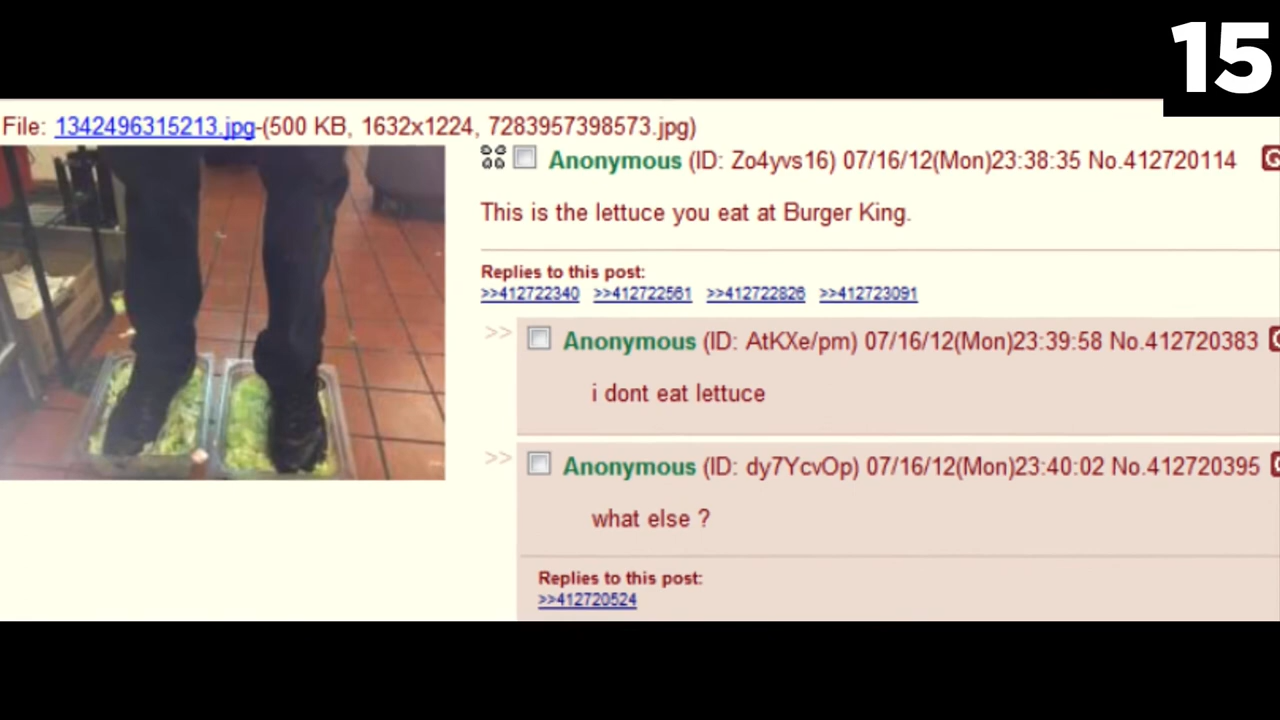 15
File: 1342496315213.jpg-(500 KB, 1632x1224, 7283957398573.jpg)
Anonymous (ID: Zo4yvs16) 07/16/12(Mon)23:38:35 No.412720114
This is the lettuce you eat at Burger King.
Replies to this post:
>>412722340 >>412722561 >>412722826 >>412723091
>> Anonymous (ID: AtKXe/pm) 07/16/12(Mon)23:39:58 No.412720383
i dont eat lettuce
>> Anonymous (ID: dy7YcvOp) 07/16/12(Mon)23:40:02 No.412720395
what else ?
Replies to this post:
>>412720524